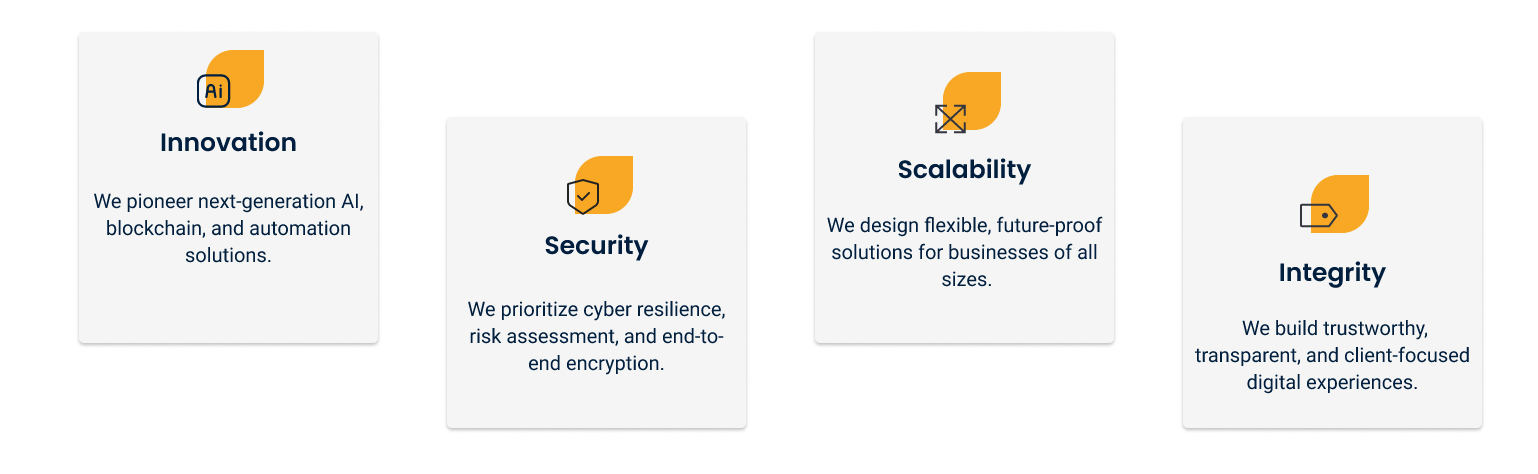 Ai
Innovation
We pioneer next-generation AI,
blockchain, and automation
solutions.
Security
We prioritize cyber resilience,
risk assessment, and end-to-
end encryption.
Scalability
We design flexible, future-proof
solutions for businesses of all
sizes.
Integrity
We build trustworthy,
transparent, and client-focused
digital experiences.